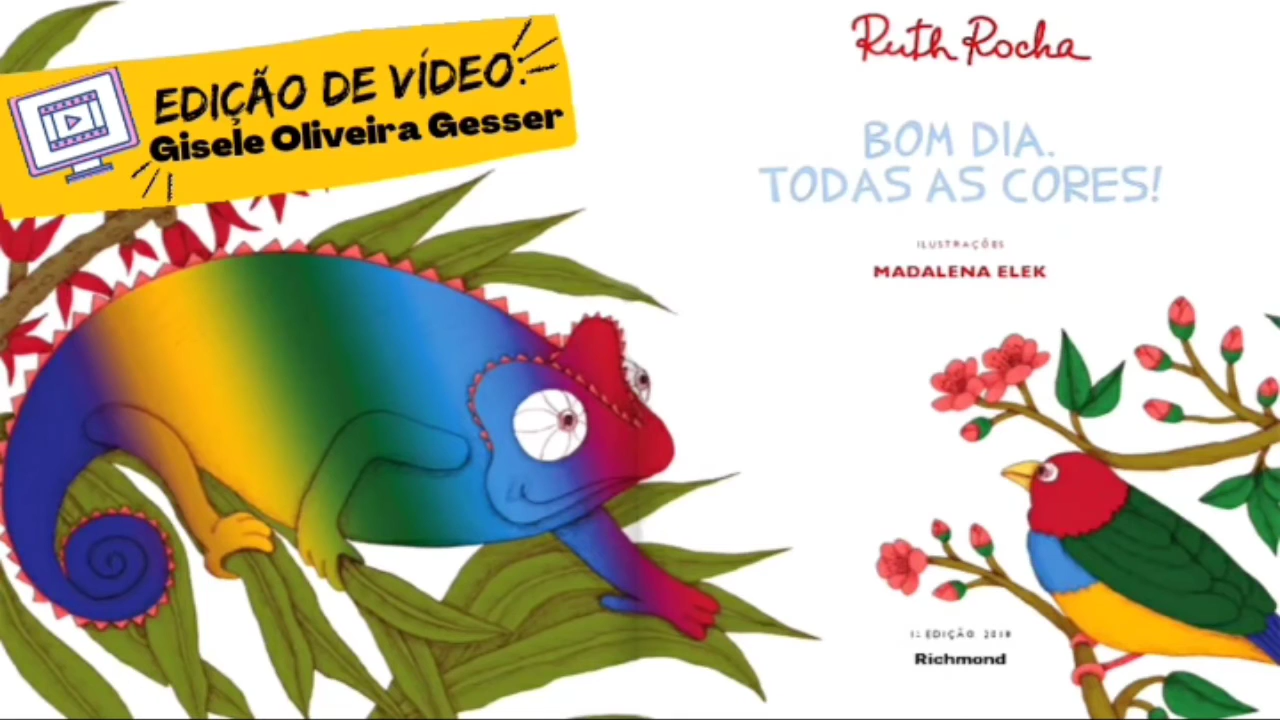 EDIÇÃO DE VÍDEO:
Gisele Oliveira Gesser
Ruth Rocha
BOM DIA.
TODAS AS CORES!
ILUSTRAÇÕES
MADALENA ELEK
1ª EDIÇÃO 2019
Richmond